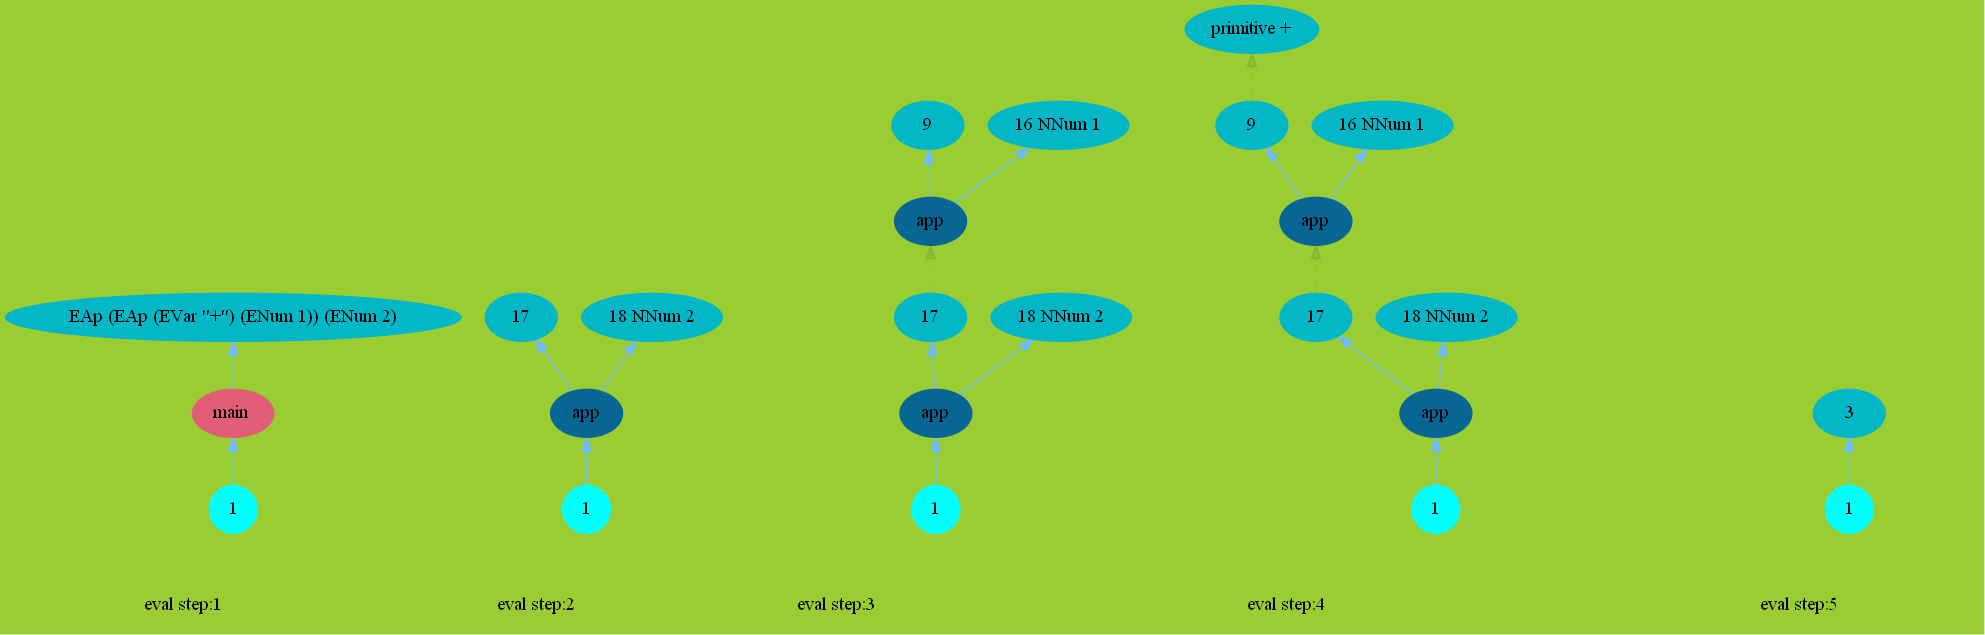 primitive +
9
16 NNum 1
9
16 NNum 1
app
app
EAp (EAp (EVar "+") (ENum 1)) (ENum 2)
17
18 NNum 2
17
18 NNum 2
17
18 NNum 2
main
app
app
app
3
1
1
1
1
1
eval step:1
eval step:2
eval step:3
eval step:4
eval step:5